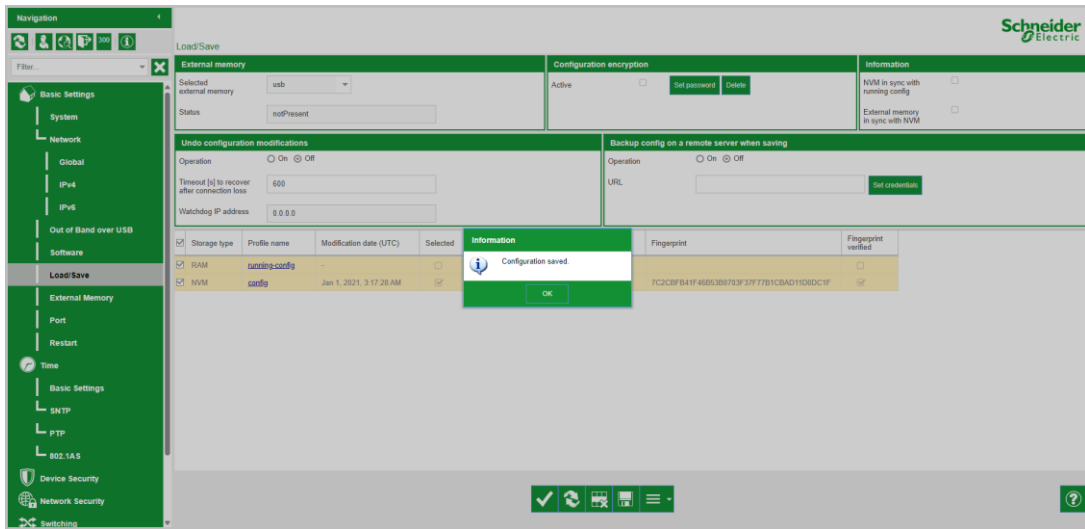 Navigation
300
Filter...
Basic Settings
System
Network
Global
IPv4
IPv6
Out of Band over USB
Software
Load/Save
External Memory
Port
Restart
Time
Basic Settings
SNTP
PTP
802.1AS
Device Security
Network Security
Switching
Schneider
Electric
Load/Save
External memory
Selected
external memory
usb
Status
notPresent
Configuration encryption
Active
Set password
Delete
Information
NVM in sync with
running config
External memory
in sync with NVM
Undo configuration modifications
Operation
On
Off
Timeout [s] to recover
after connection loss
600
Watchdog IP address
0.0.0.0
Backup config on a remote server when saving
Operation
On
Off
URL
Set credentials
Storage type Profile name Modification date (UTC) Selected Fingerprint Fingerprint
verified
RAM running-config -
NVM config Jan 1, 2021, 3:17:28 AM
Information
Configuration saved.
OK
?